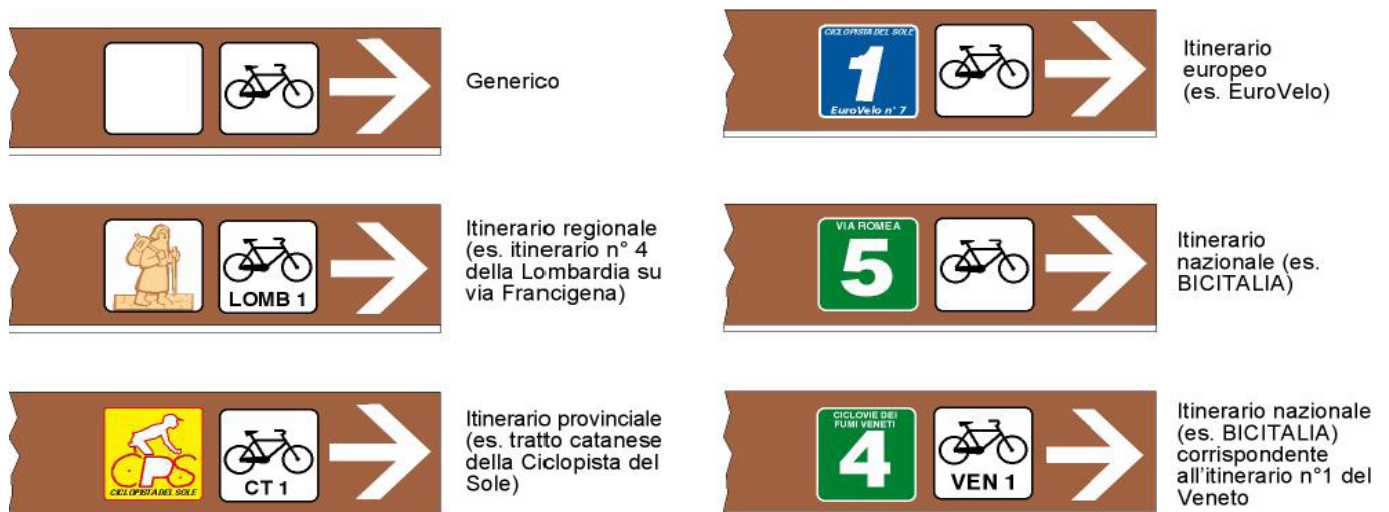 Generico
CICLOPISTA DEL SOLE
1
EuroVelo n° 7
Itinerario
europeo
(es. EuroVelo)
LOMB 1
Itinerario regionale
(es. itinerario n° 4
della Lombardia su
via Francigena)
VIA ROMEA
5
Itinerario
nazionale (es.
BICITALIA)
CPS
CICLOPISTA DEL SOLE
CT 1
Itinerario provinciale
(es. tratto catanese
della Ciclopista del
Sole)
CICLOVIE DEI
FUMI VENETI
4
VEN 1
Itinerario nazionale
(es. BICITALIA)
corrispondente
all'itinerario n°1 del
Veneto